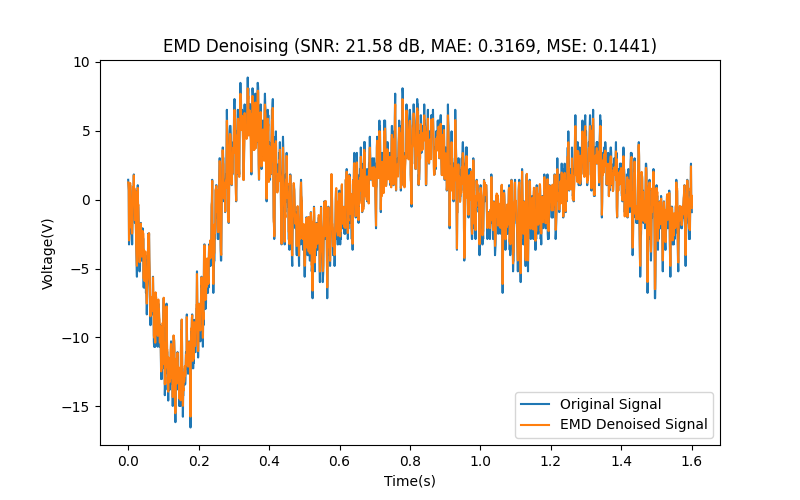 EMD Denoising (SNR: 21.58 dB, MAE: 0.3169, MSE: 0.1441)
10
5
0
−5
−10
−15
Voltage(V)
0.0 0.2 0.4 0.6 0.8 1.0 1.2 1.4 1.6
Time(s)
Original Signal
EMD Denoised Signal